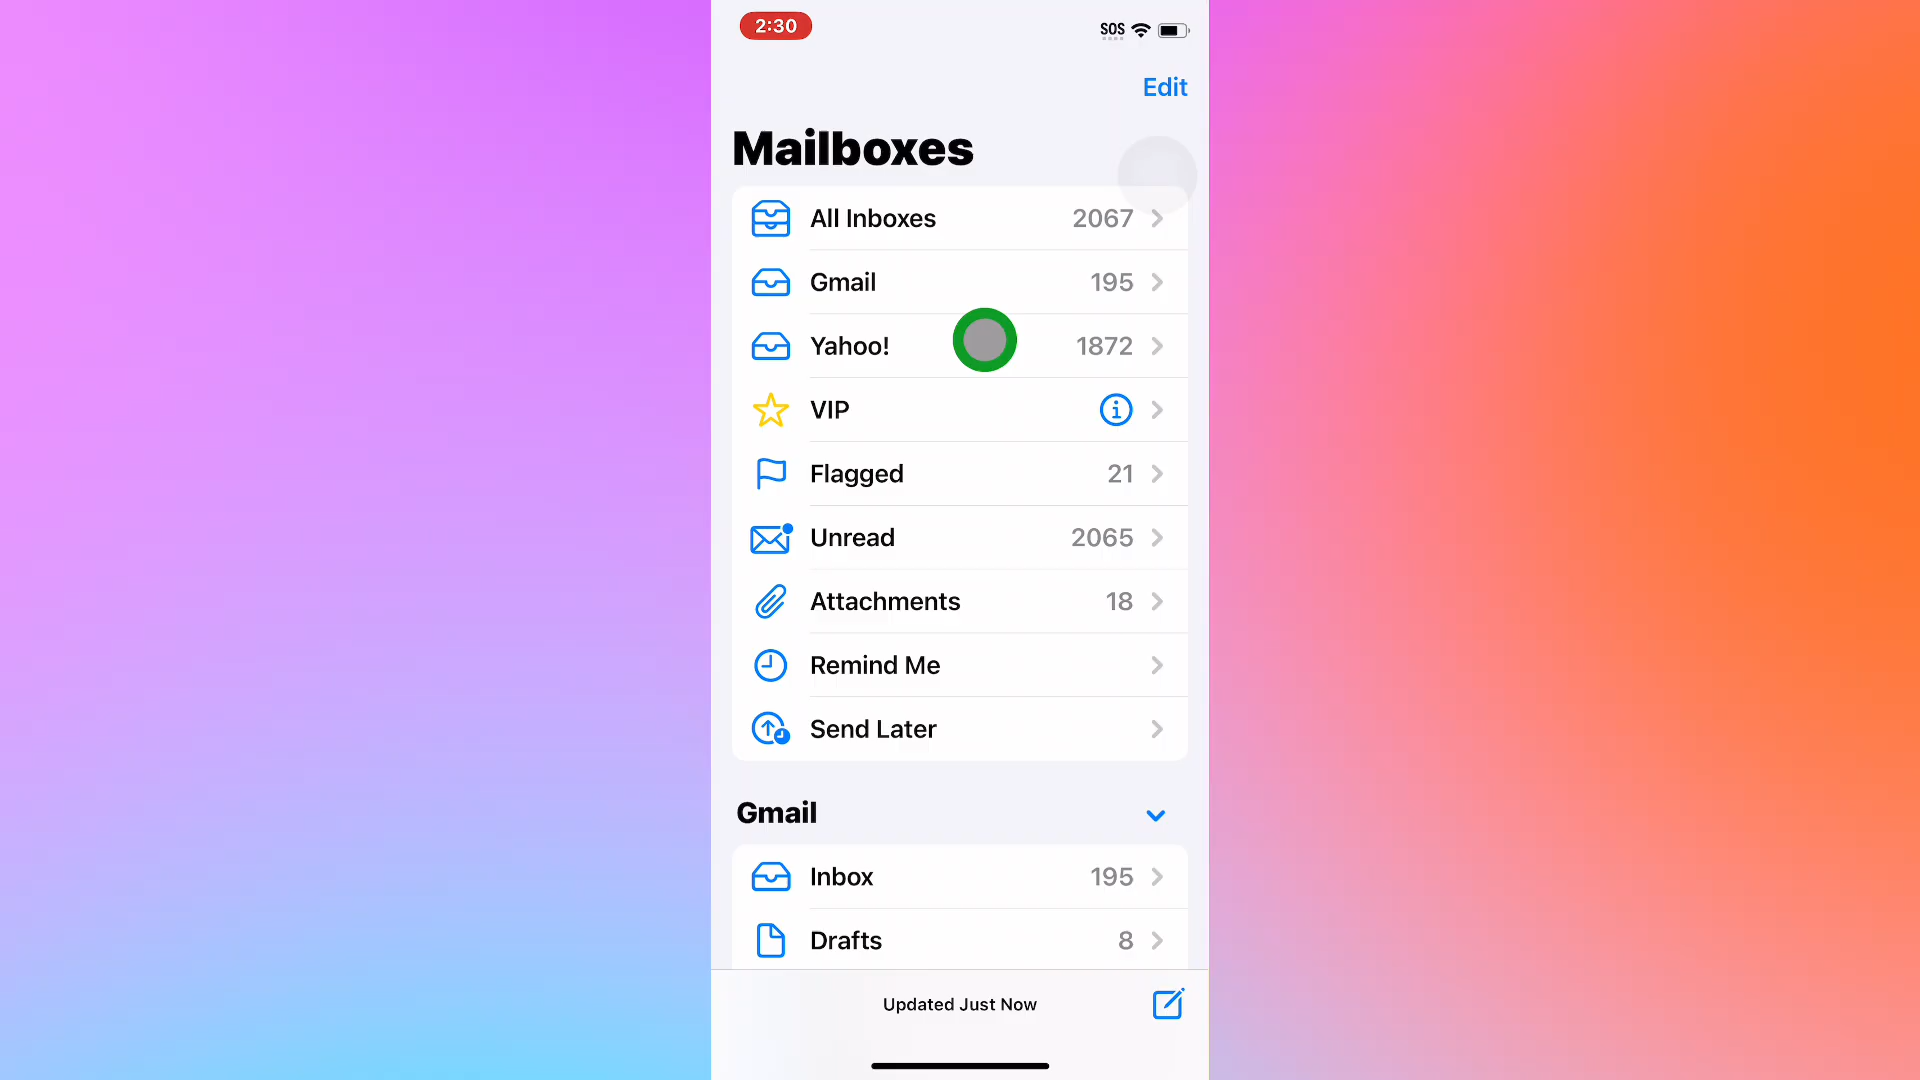 2:30 SOS
Edit
Mailboxes
All Inboxes 2067
Gmail 195
Yahoo! 1872
VIP
Flagged 21
Unread 2065
Attachments 18
Remind Me
Send Later
Gmail
Inbox 195
Drafts 8
Updated Just Now